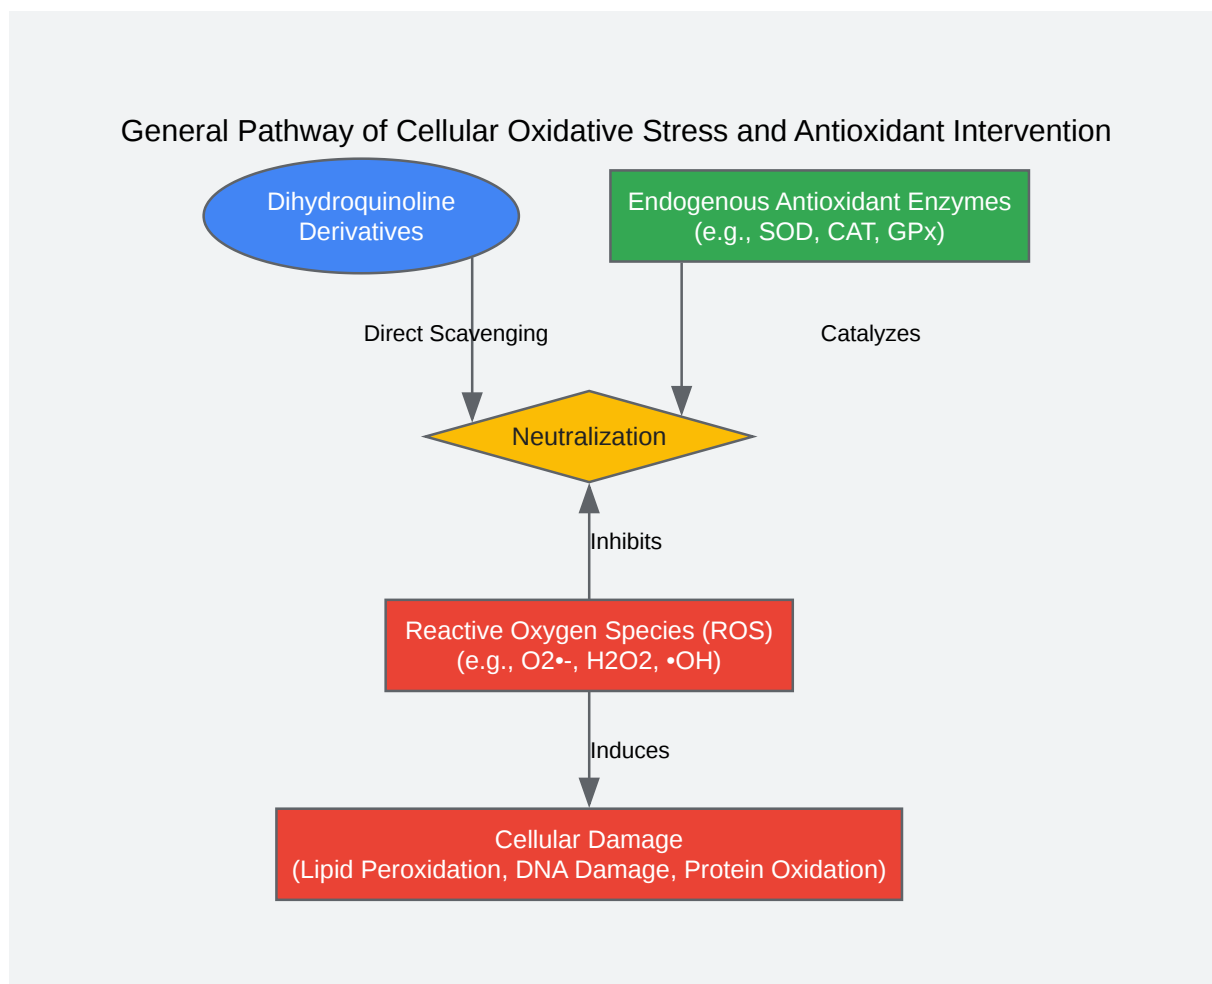 General Pathway of Cellular Oxidative Stress and Antioxidant Intervention
Dihydroquinoline
Derivatives
Endogenous Antioxidant Enzymes
(e.g., SOD, CAT, GPx)
Direct Scavenging
Catalyzes
Neutralization
Inhibits
Reactive Oxygen Species (ROS)
(e.g., O2•-, H2O2, •OH)
Induces
Cellular Damage
(Lipid Peroxidation, DNA Damage, Protein Oxidation)